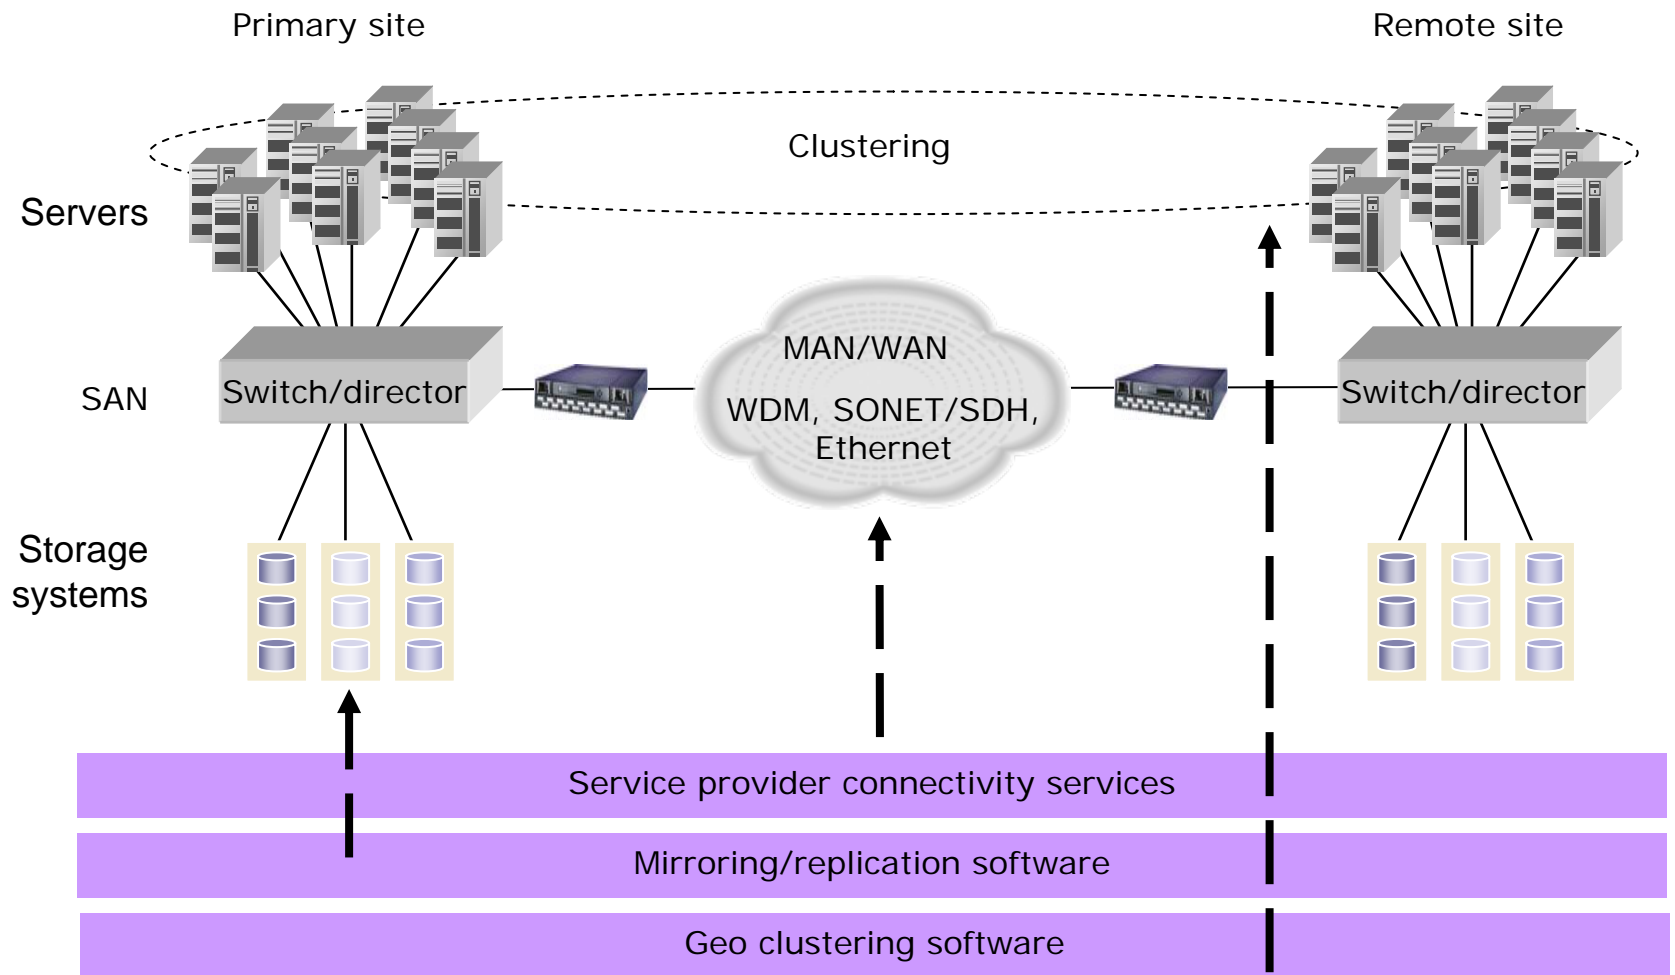 Primary site
Remote site
Clustering
Servers
MAN/WAN
SAN
Switch/director
WDM, SONET/SDH,
Ethernet
Switch/director
Storage
systems
Service provider connectivity services
Mirroring/replication software
Geo clustering software